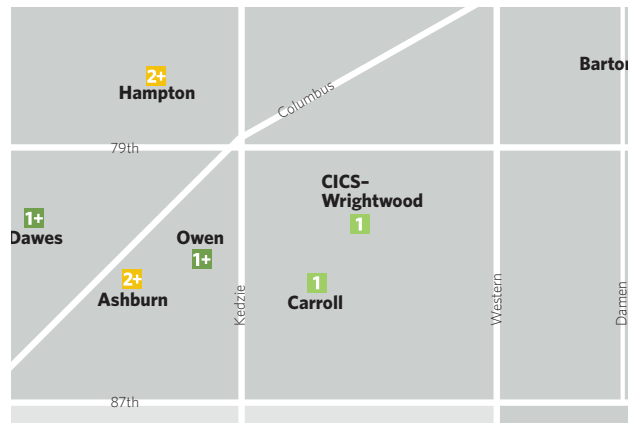 Barto
2+
Hampton
Columbus
79th
CICS–
Wrightwood
1
1+
Dawes
Owen
1+
2+
Ashburn
1
Carroll
Kedzie
Western
Damen
87th